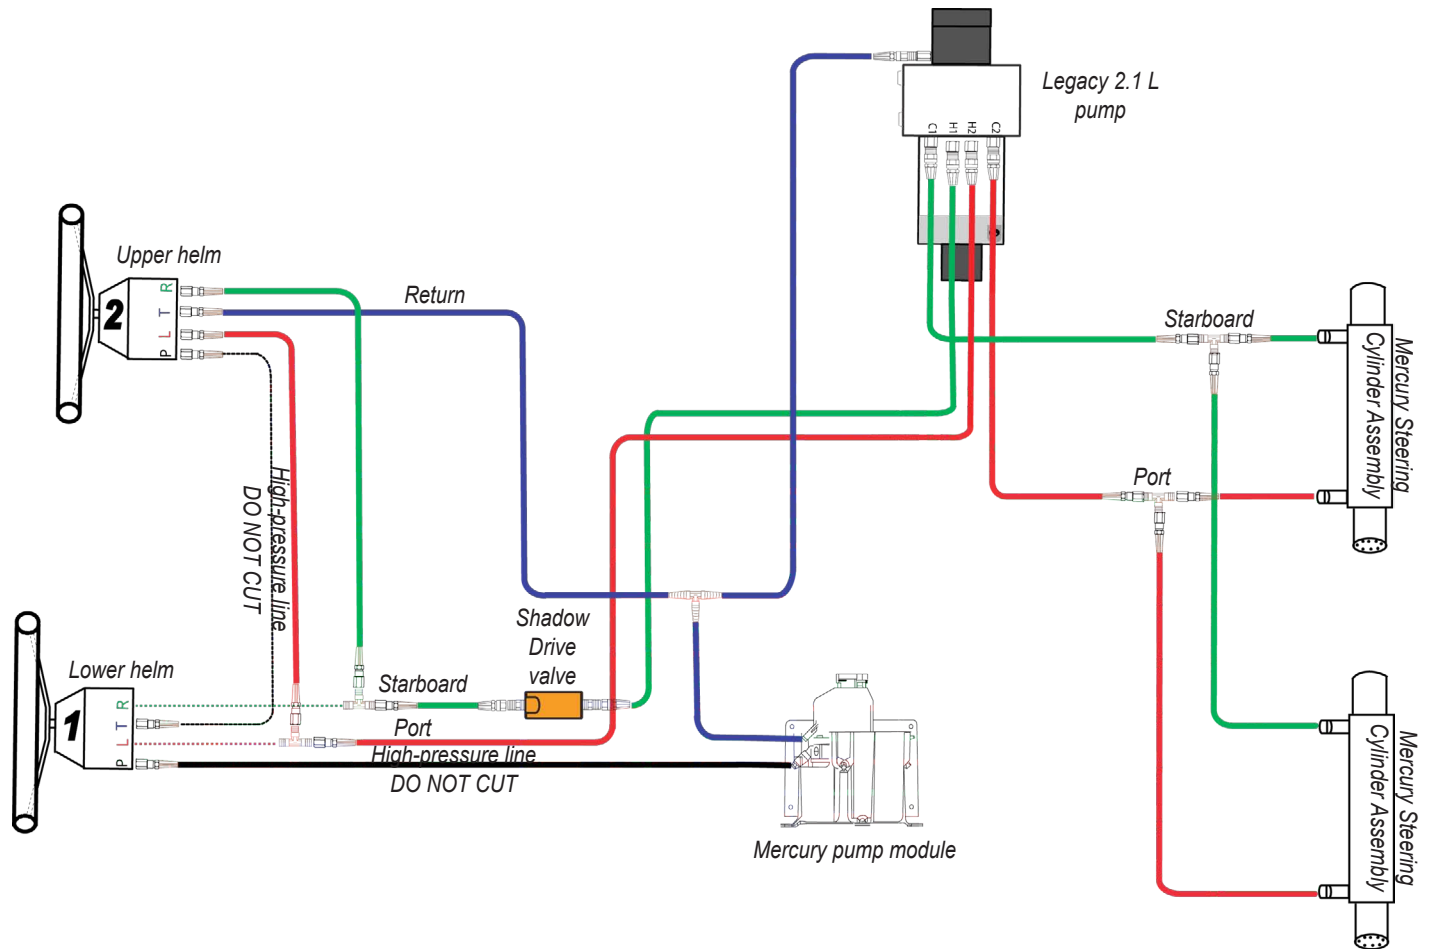 Legacy 2.1 L
pump
C1
H1
H2
C2
Upper helm
2
R
T
L
P
Return
High-pressure line
DO NOT CUT
Starboard
Port
Mercury Steering
Cylinder Assembly
Shadow
Drive
valve
Lower helm
1
R
T
L
P
Starboard
Port
High-pressure line
DO NOT CUT
Mercury pump module
Mercury Steering
Cylinder Assembly